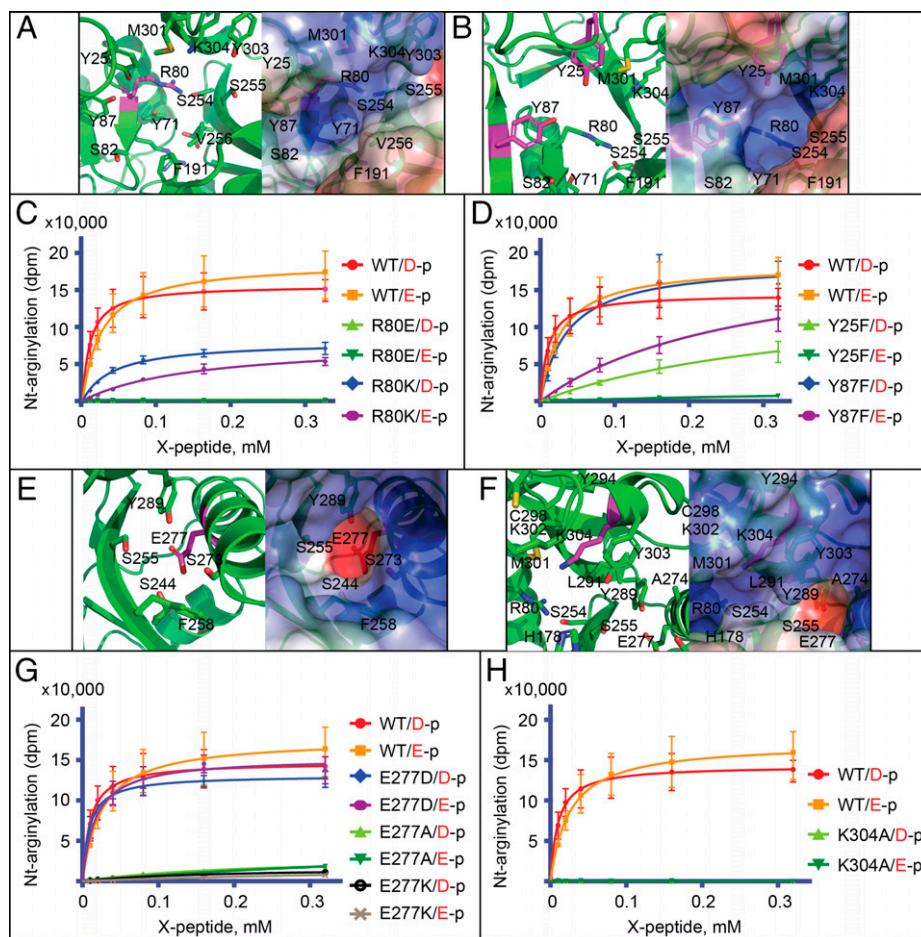 A
M301
K304
Y303
Y25
R80
S254
S255
Y87
Y71
V256
S82
F191
M301
K304
Y303
Y25
R80
S255
S254
Y87
Y71
V256
S82
F191
B
Y25
M301
K304
Y87
R80
S255
S254
S82
Y71
F191
Y25
M301
K304
Y87
R80
S255
S254
S82
Y71
F191
C
×10,000
Nt-arginylation (dpm)
20
15
10
5
0
0.1
0.2
0.3
X-peptide, mM
WT/D-p
WT/E-p
R80E/D-p
R80E/E-p
R80K/D-p
R80K/E-p
D
×10,000
Nt-arginylation (dpm)
20
15
10
5
0
0.1
0.2
0.3
X-peptide, mM
WT/D-p
WT/E-p
Y25F/D-p
Y25F/E-p
Y87F/D-p
Y87F/E-p
E
Y289
E277
S255
S273
S244
F258
Y289
E277
S255
S273
S244
F258
F
Y294
C298
K302
K304
Y303
M301
L291
A274
Y289
R80
S254
S255
H178
E277
Y294
C298
K302
K304
Y303
M301
L291
A274
Y289
R80
S254
S255
H178
E277
G
×10,000
Nt-arginylation (dpm)
20
15
10
5
0
0.1
0.2
0.3
X-peptide, mM
WT/D-p
WT/E-p
E277D/D-p
E277D/E-p
E277A/D-p
E277A/E-p
E277K/D-p
E277K/E-p
H
×10,000
Nt-arginylation (dpm)
20
15
10
5
0
0.1
0.2
0.3
X-peptide, mM
WT/D-p
WT/E-p
K304A/D-p
K304A/E-p